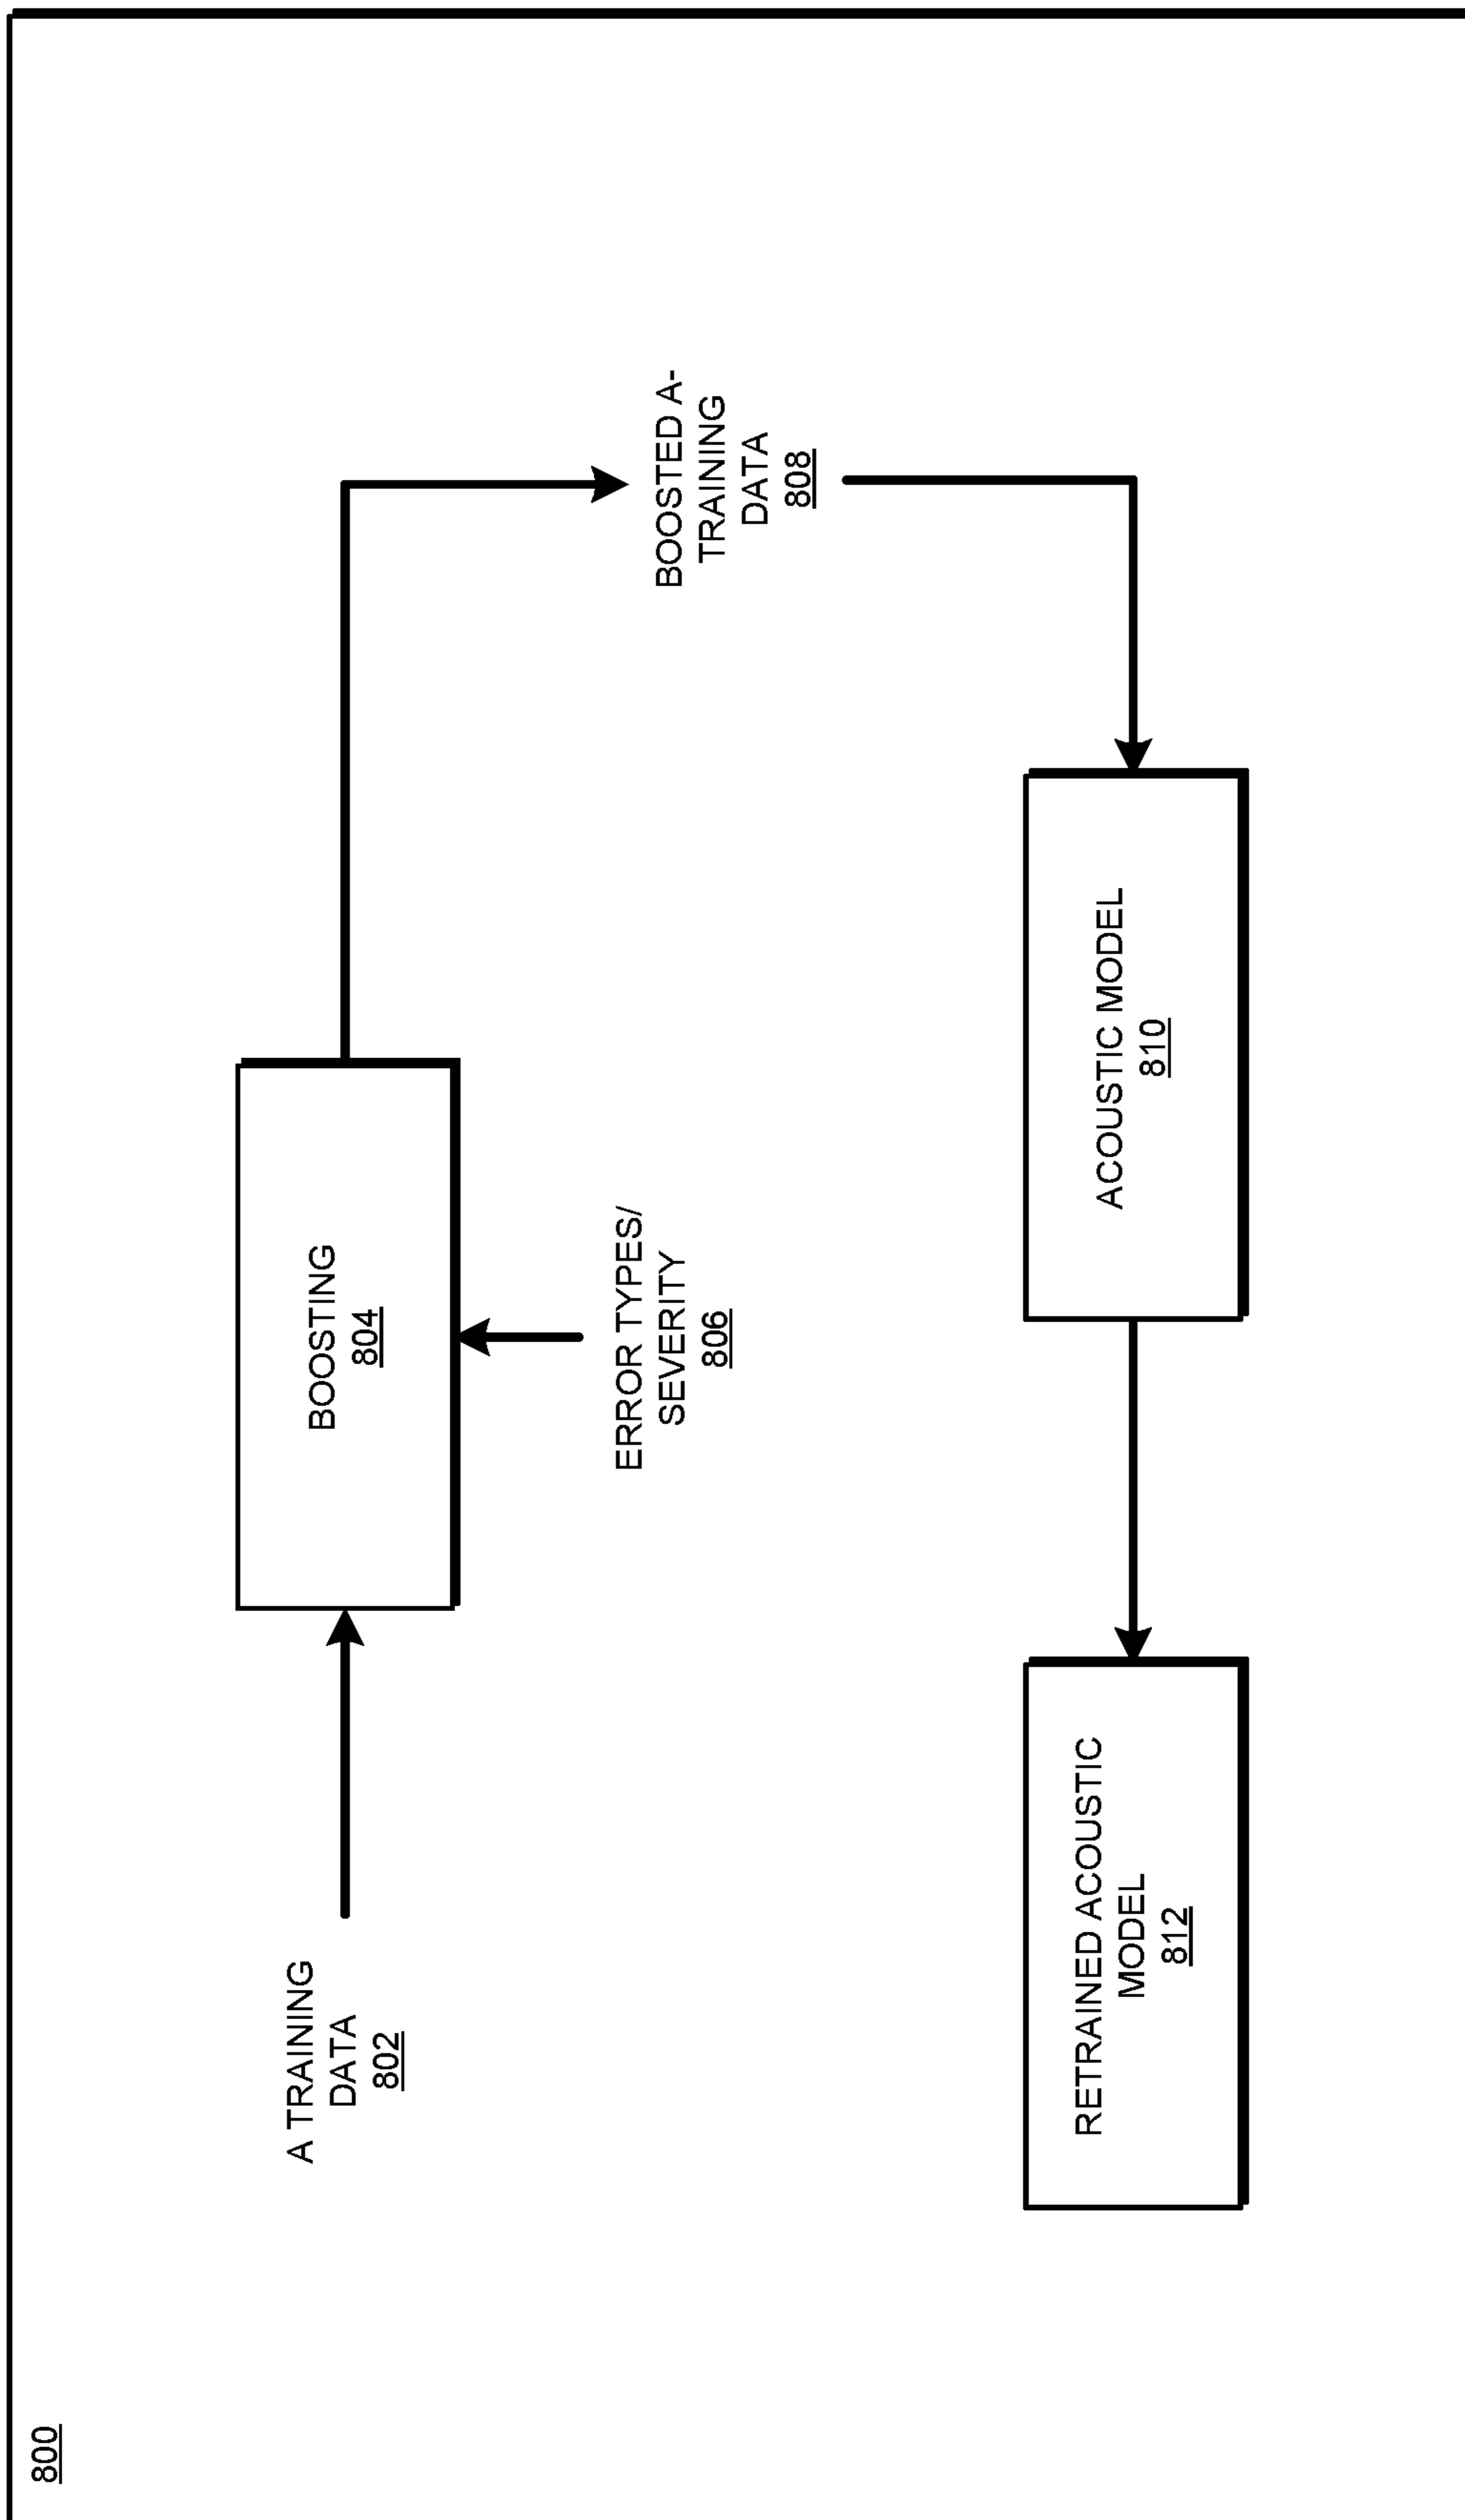 800
A TRAINING
DATA
802
BOOSTING
804
ERROR TYPES/
SEVERITY
806
BOOSTED A-
TRAINING
DATA
808
RETRAINED ACOUSTIC
MODEL
812
ACOUSTIC MODEL
810